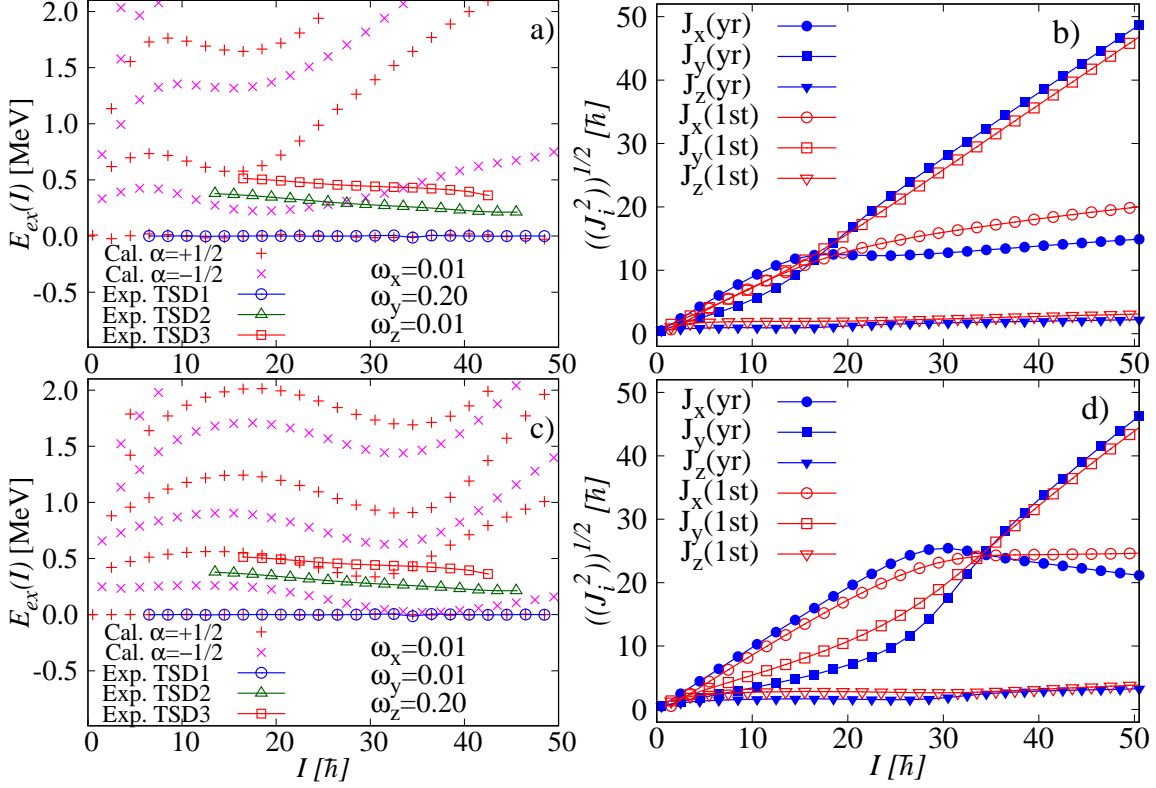 a)
E_ex(I) [MeV]
2.0
1.5
1.0
0.5
0.0
-0.5
Cal. α=+1/2
Cal. α=−1/2
Exp. TSD1
Exp. TSD2
Exp. TSD3
ω_x=0.01
ω_y=0.20
ω_z=0.01
0 10 20 30 40 50
b)
((J_i^2))^{1/2} [ħ]
50
40
30
20
10
0
J_x(yr)
J_y(yr)
J_z(yr)
J_x(1st)
J_y(1st)
J_z(1st)
0 10 20 30 40 50
c)
E_ex(I) [MeV]
2.0
1.5
1.0
0.5
0.0
-0.5
Cal. α=+1/2
Cal. α=−1/2
Exp. TSD1
Exp. TSD2
Exp. TSD3
ω_x=0.01
ω_y=0.01
ω_z=0.20
0 10 20 30 40 50
I [ħ]
d)
((J_i^2))^{1/2} [ħ]
50
40
30
20
10
0
J_x(yr)
J_y(yr)
J_z(yr)
J_x(1st)
J_y(1st)
J_z(1st)
0 10 20 30 40 50
I [ħ]